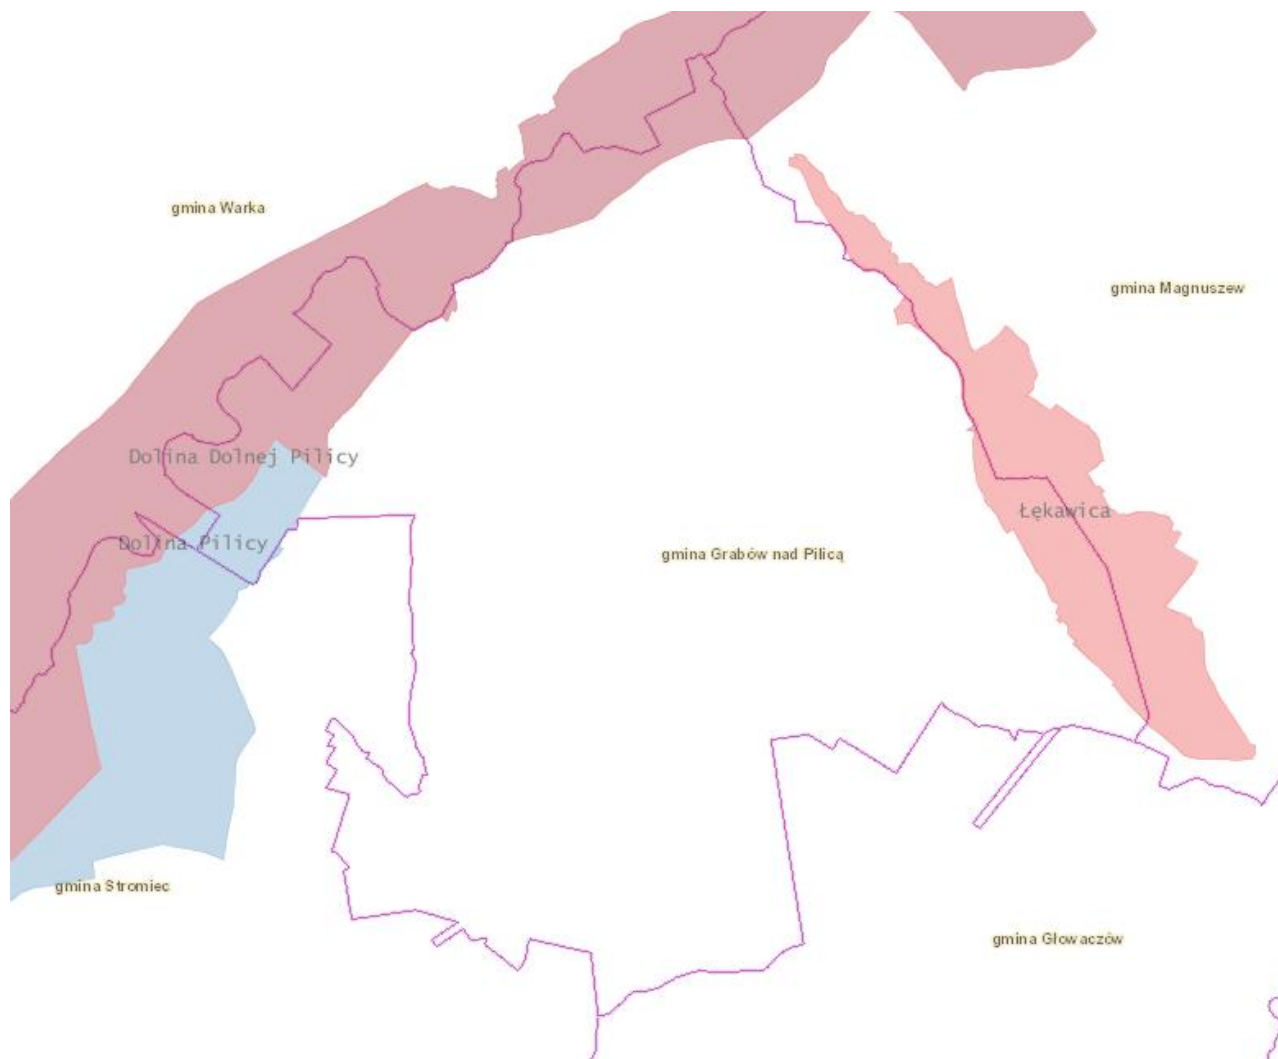 gmina Warka
gmina Magnuszew
Dolina Dolnej Pilicy
Łękawica
Dolina Pilicy
gmina Grabów nad Pilicą
gmina Stromiec
gmina Głowaczów